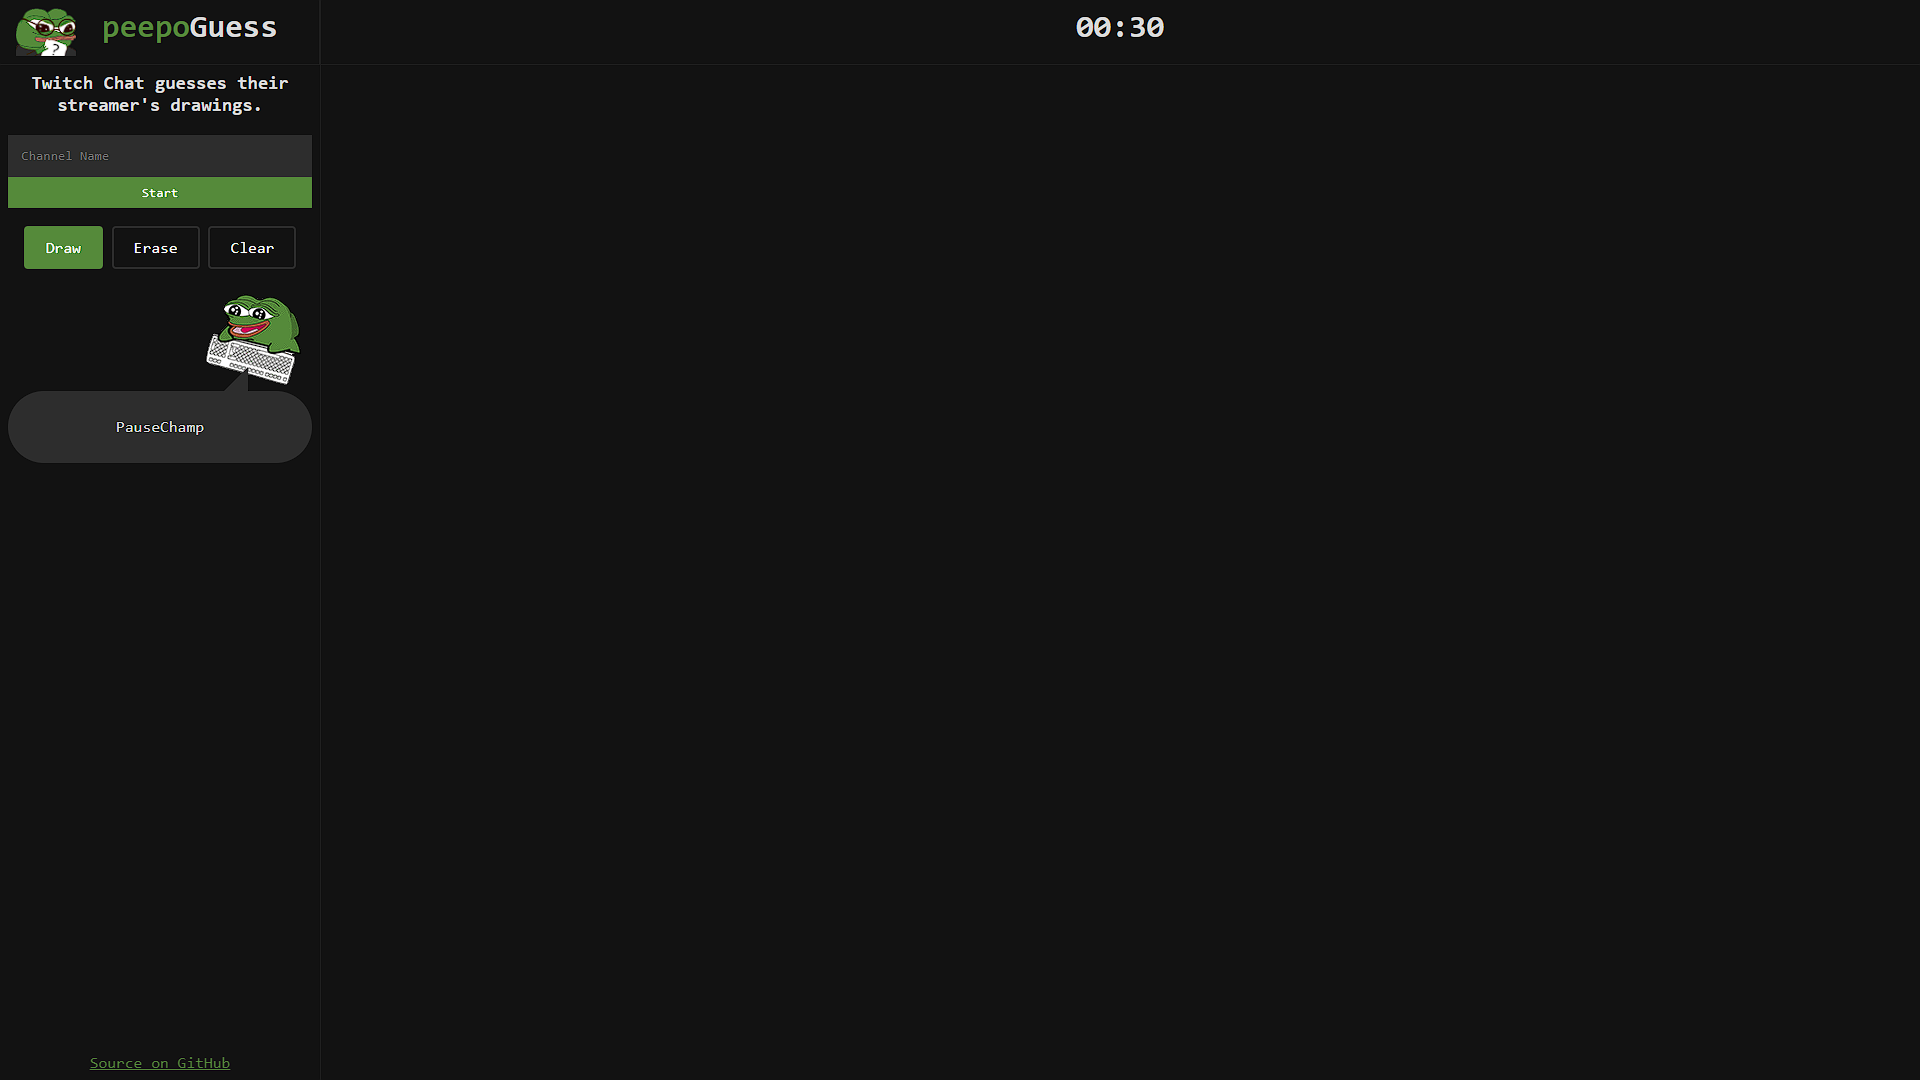 peepoGuess
00:30
Twitch Chat guesses their
streamer's drawings.
Channel Name
Start
Draw
Erase
Clear
PauseChamp
Source on GitHub